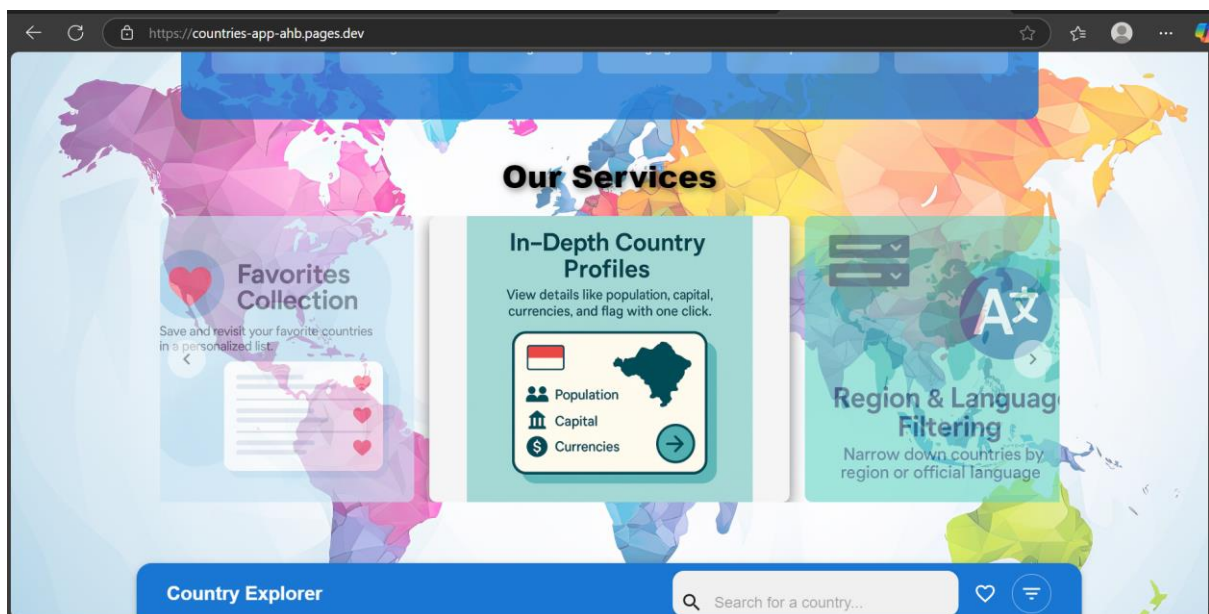 https://countries-app-ahb.pages.dev
Our Services
Favorites
Collection
Save and revisit your favorite countries
in a personalized list.
In-Depth Country
Profiles
View details like population, capital,
currencies, and flag with one click.
Population
Capital
$ Currencies
A文
Region & Languag
Filtering
Narrow down countries by
region or official language
Country Explorer
Search for a country...